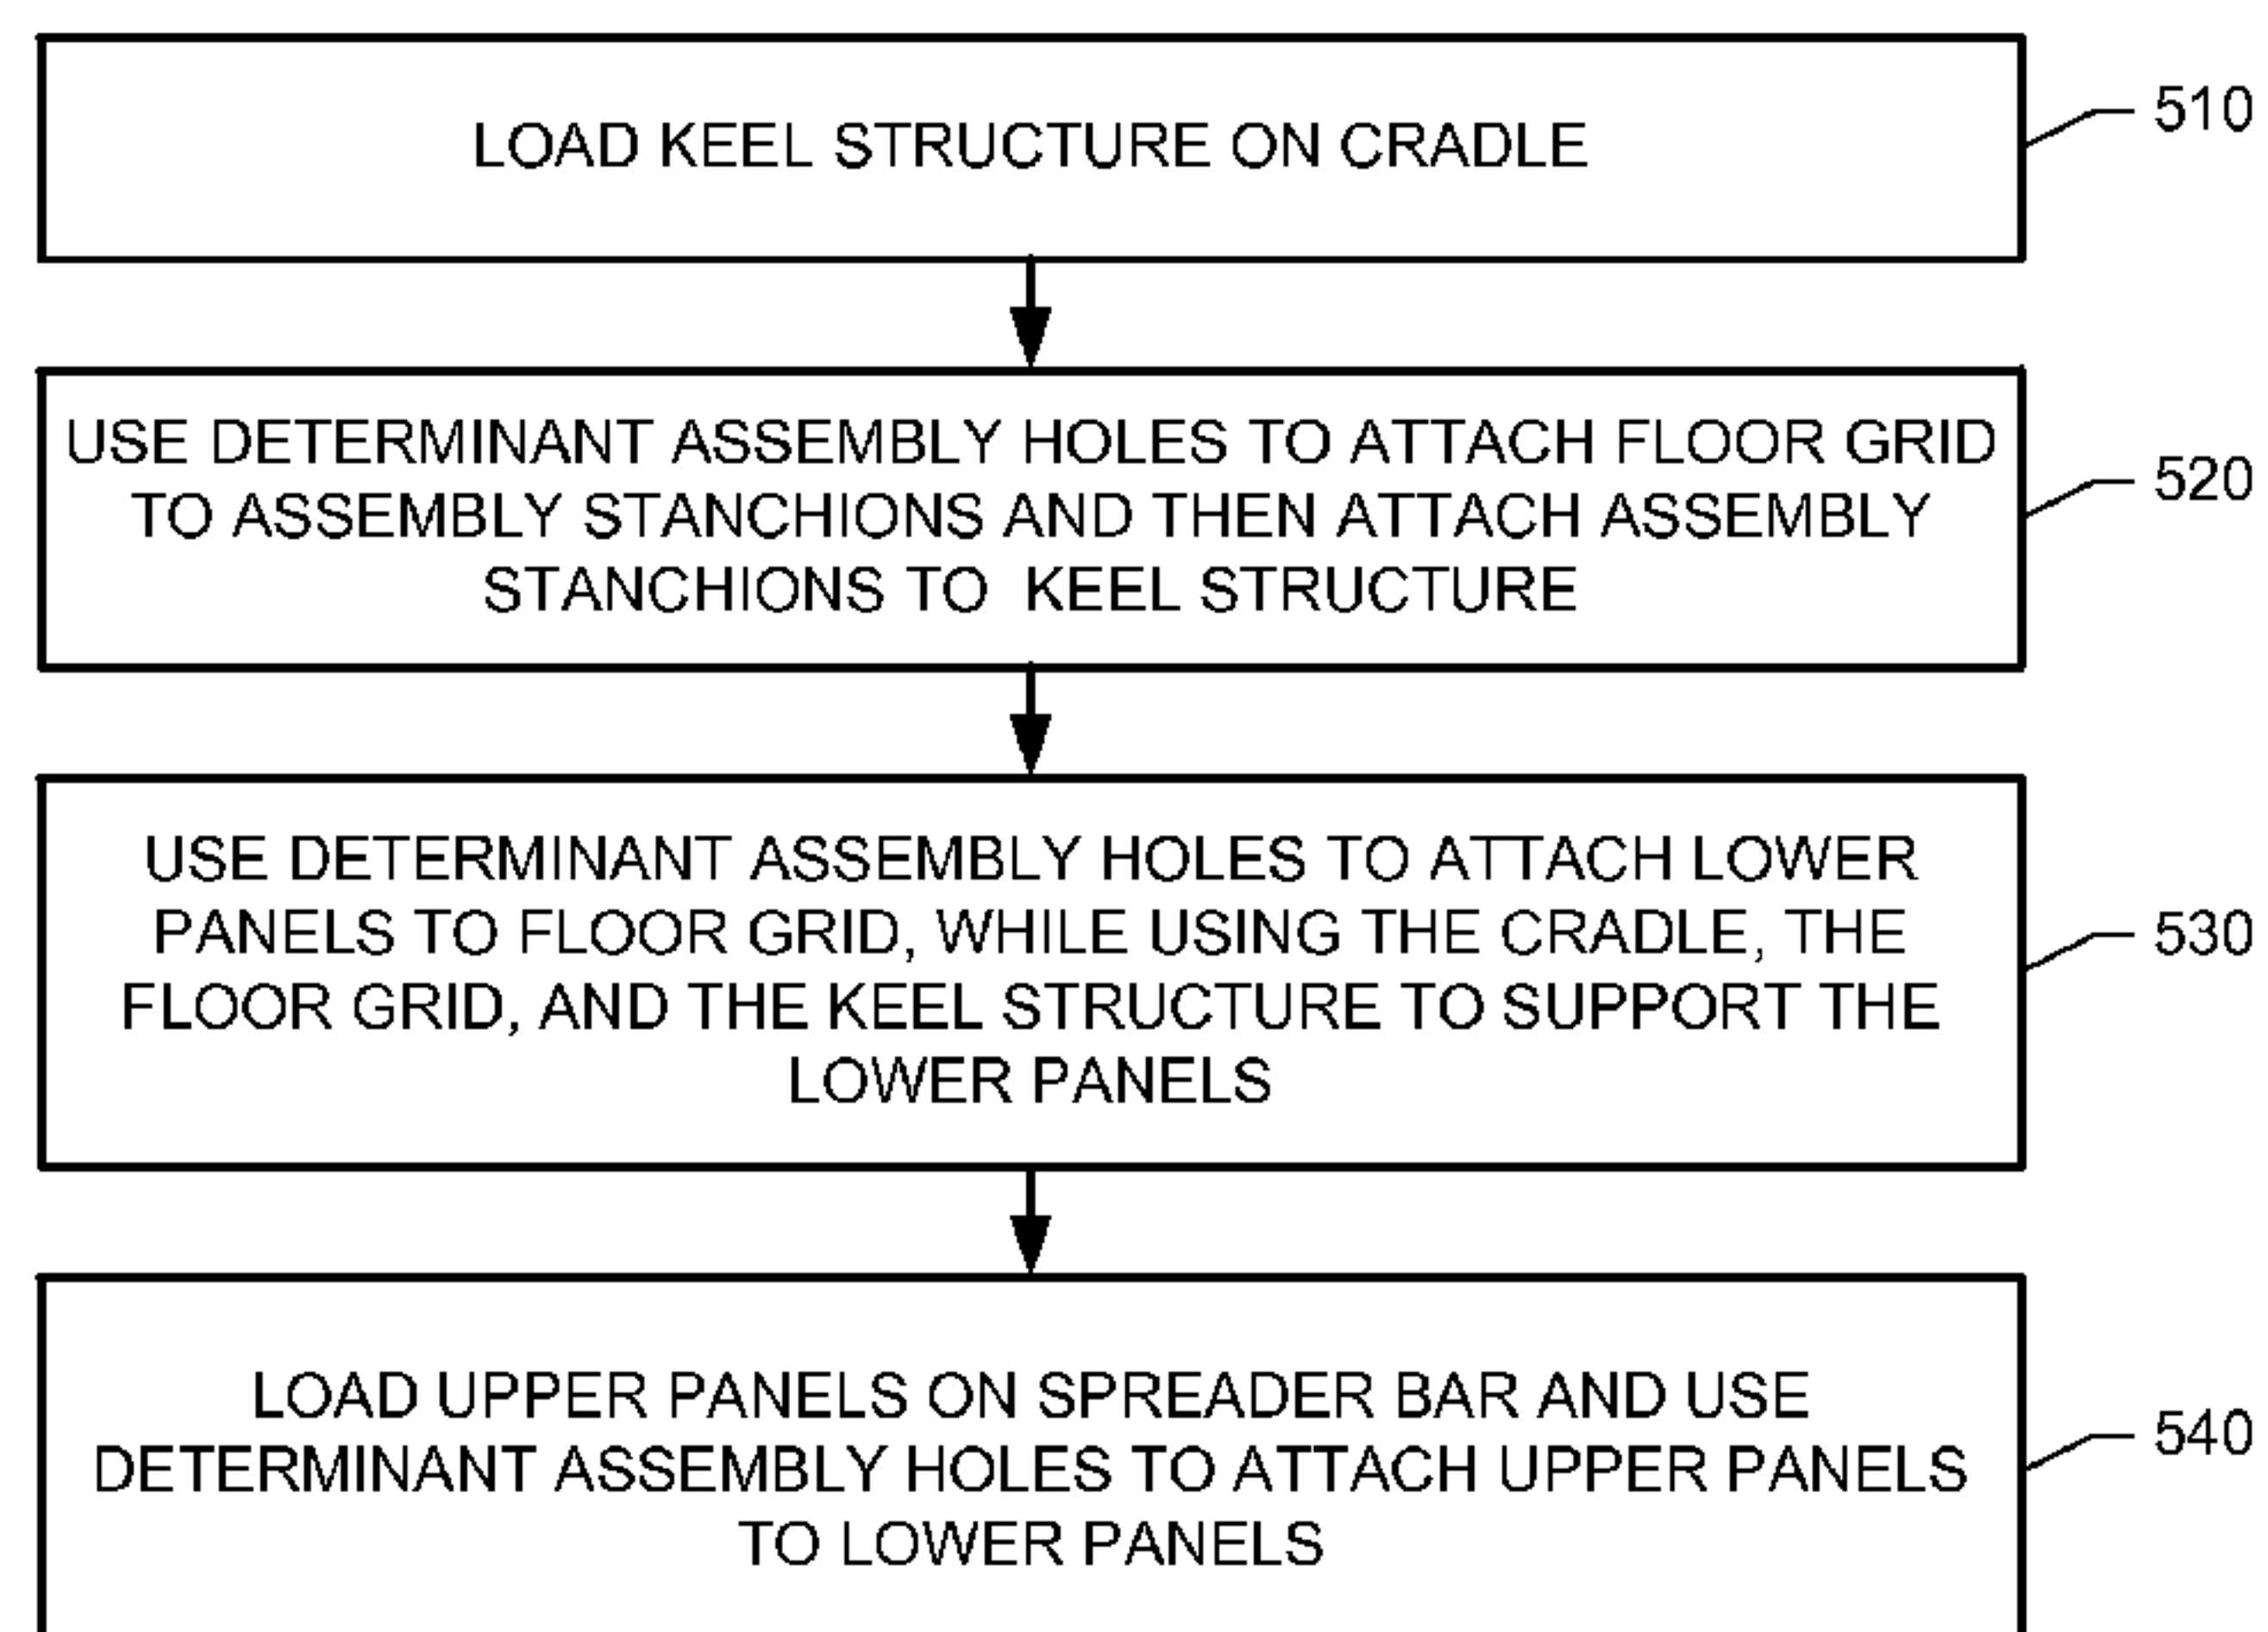 LOAD KEEL STRUCTURE ON CRADLE
510
USE DETERMINANT ASSEMBLY HOLES TO ATTACH FLOOR GRID
TO ASSEMBLY STANCHIONS AND THEN ATTACH ASSEMBLY
STANCHIONS TO KEEL STRUCTURE
520
USE DETERMINANT ASSEMBLY HOLES TO ATTACH LOWER
PANELS TO FLOOR GRID, WHILE USING THE CRADLE, THE
FLOOR GRID, AND THE KEEL STRUCTURE TO SUPPORT THE
LOWER PANELS
530
LOAD UPPER PANELS ON SPREADER BAR AND USE
DETERMINANT ASSEMBLY HOLES TO ATTACH UPPER PANELS
TO LOWER PANELS
540